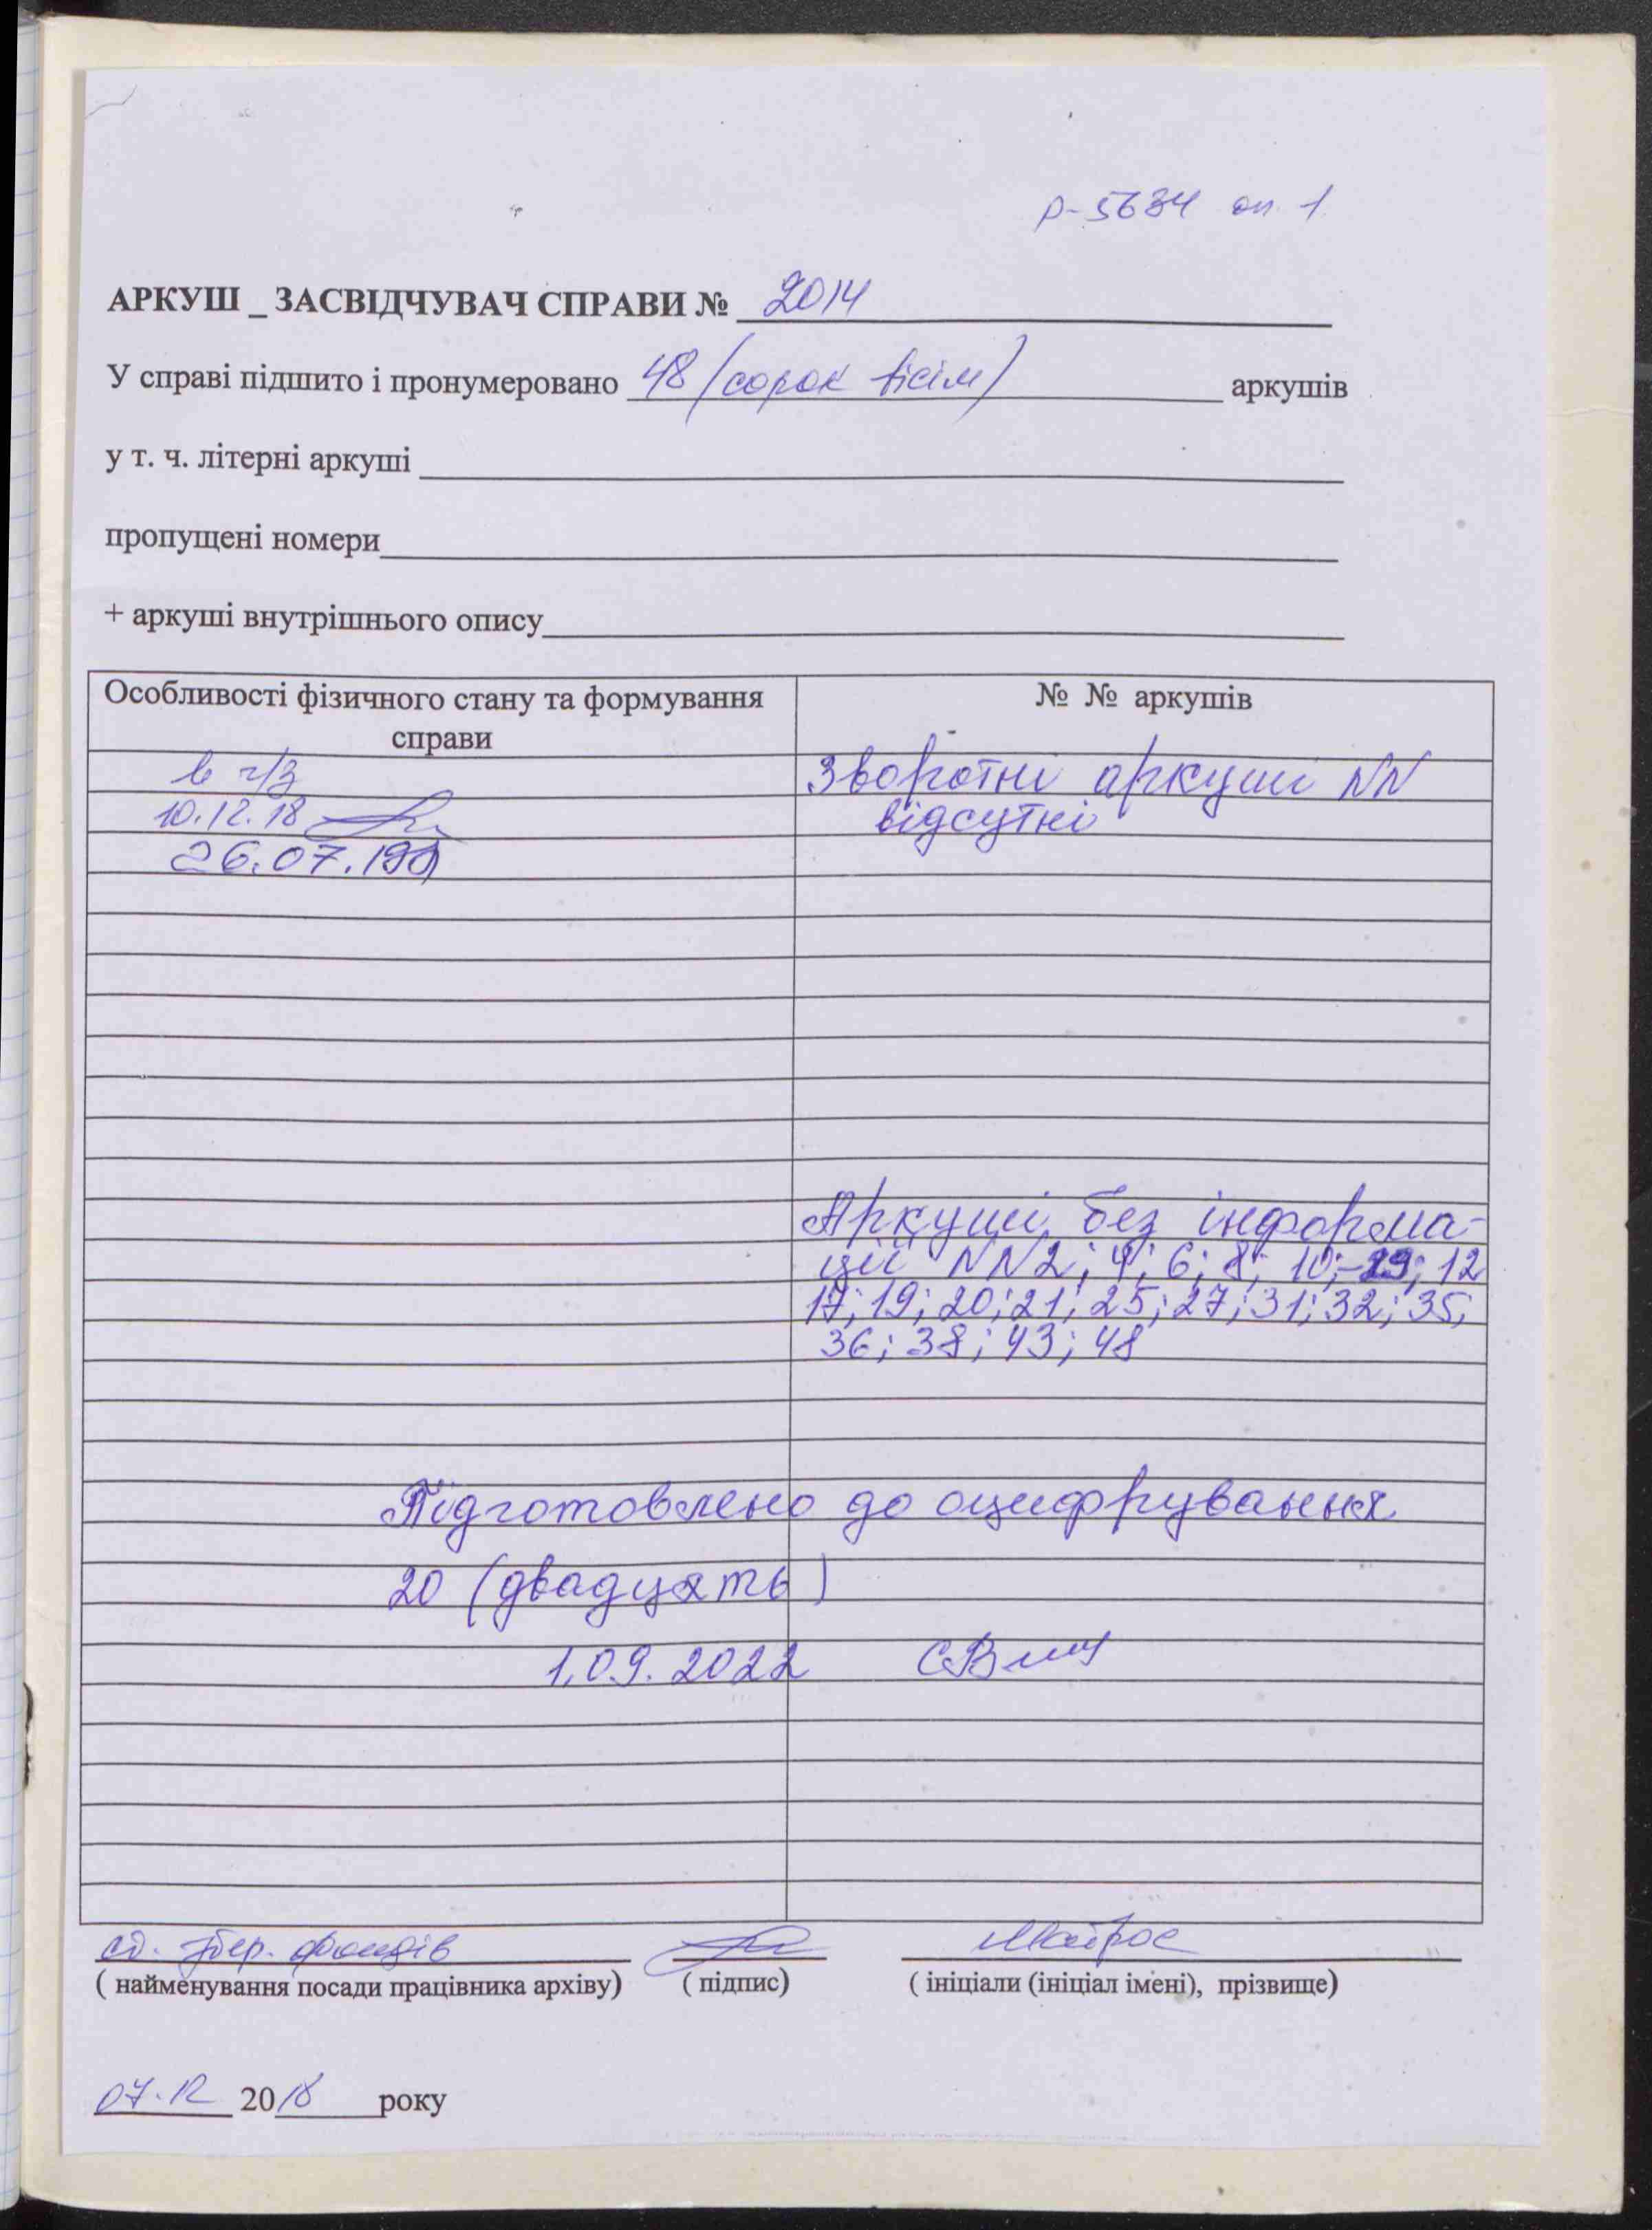 Р-5634 оп. 1
АРКУШ _ ЗАСВІДЧУВАЧ СПРАВИ № 2014
У справі підшито і пронумеровано 48 (сорок вісім) аркушів
у т. ч. літерні аркуші
пропущені номери
+ аркуші внутрішнього опису
Особливості фізичного стану та формування справи
№ № аркушів
в ч/з
Зворотні аркуші NN
10.12.18
відсутні
26.07.19
Аркуші без інформа-
ції NN2; 4; 6; 8; 10; 12
17; 19; 20; 21; 25; 27; 31; 32; 35;
36; 38; 43; 48
Підготовлено до оцифрування
20 (двадцять)
1.09.2022
фондів
( найменування посади працівника архіву) ( підпис) ( ініціали (ініціал імені), прізвище)
07.12 2018 року